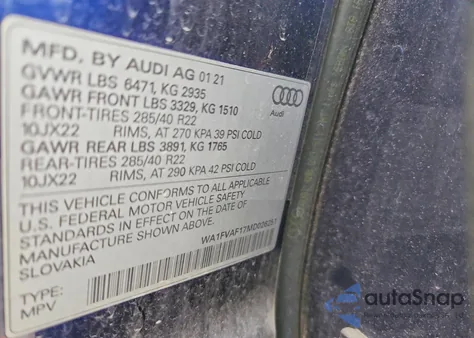 MFD. BY AUDI AG 01 21
GVWR LBS 6471, KG 2935
GAWR FRONT LBS 3329, KG 1510
FRONT-TIRES 285/40 R22
10JX22 RIMS, AT 270 KPA 39 PSI COLD
GAWR REAR LBS 3891, KG 1765
REAR-TIRES 285/40 R22
10JX22 RIMS, AT 290 KPA 42 PSI COLD
Audi
THIS VEHICLE CONFORMS TO ALL APPLICABLE
U.S. FEDERAL MOTOR VEHICLE SAFETY
STANDARDS IN EFFECT ON THE DATE OF
MANUFACTURE SHOWN ABOVE.
SLOVAKIA
TYPE:
MPV
autoSnap